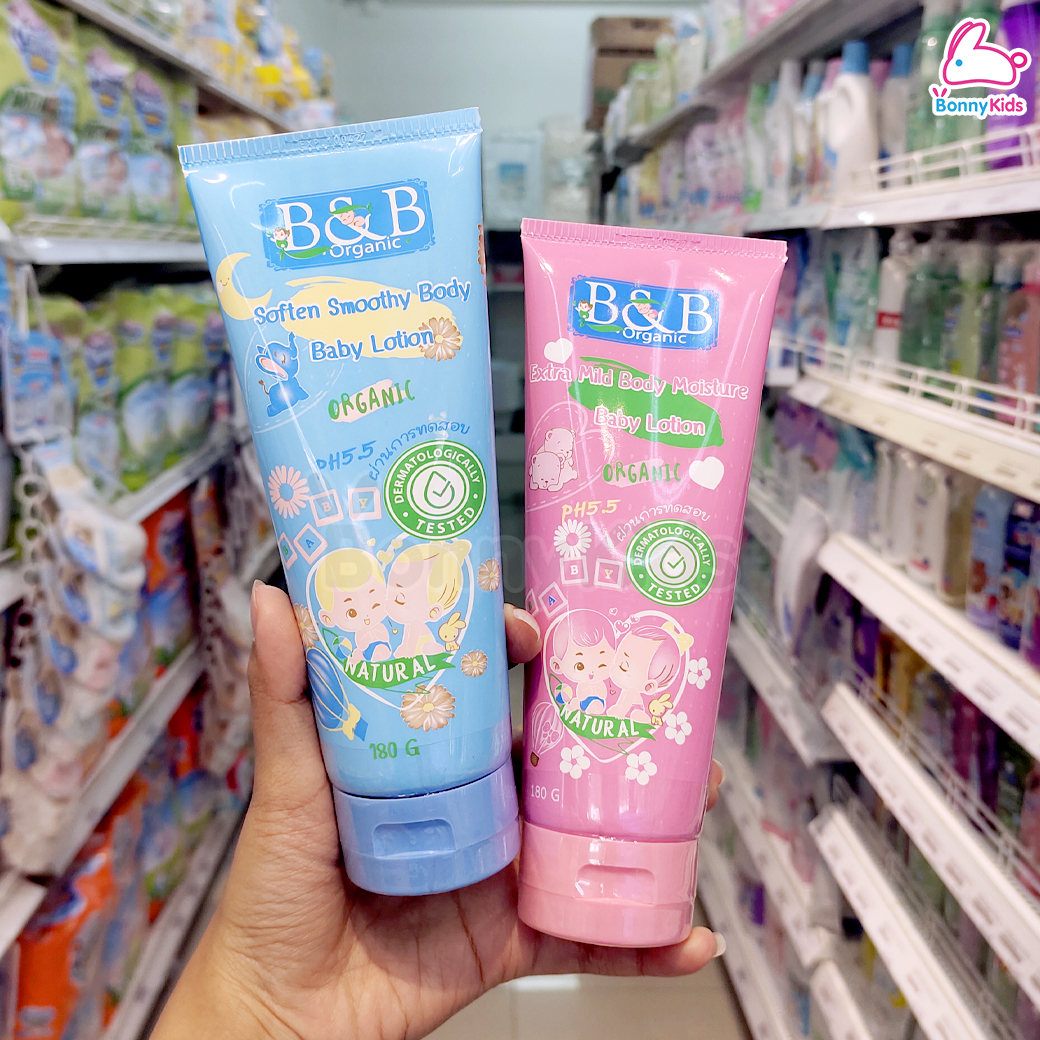 BonnyKids
B&B
Organic
Soften Smoothy Body
Baby Lotion
ORGANIC
PH5.5
ผ่านการทดสอบ
DERMATOLOGICALLY
TESTED
B Y
B A
NATURAL
180 G
B&B
Organic
Extra Mild Body Moisture
Baby Lotion
ORGANIC
PH5.5
ผ่านการทดสอบ
DERMATOLOGICALLY
TESTED
B Y
A
NATURAL
180 G